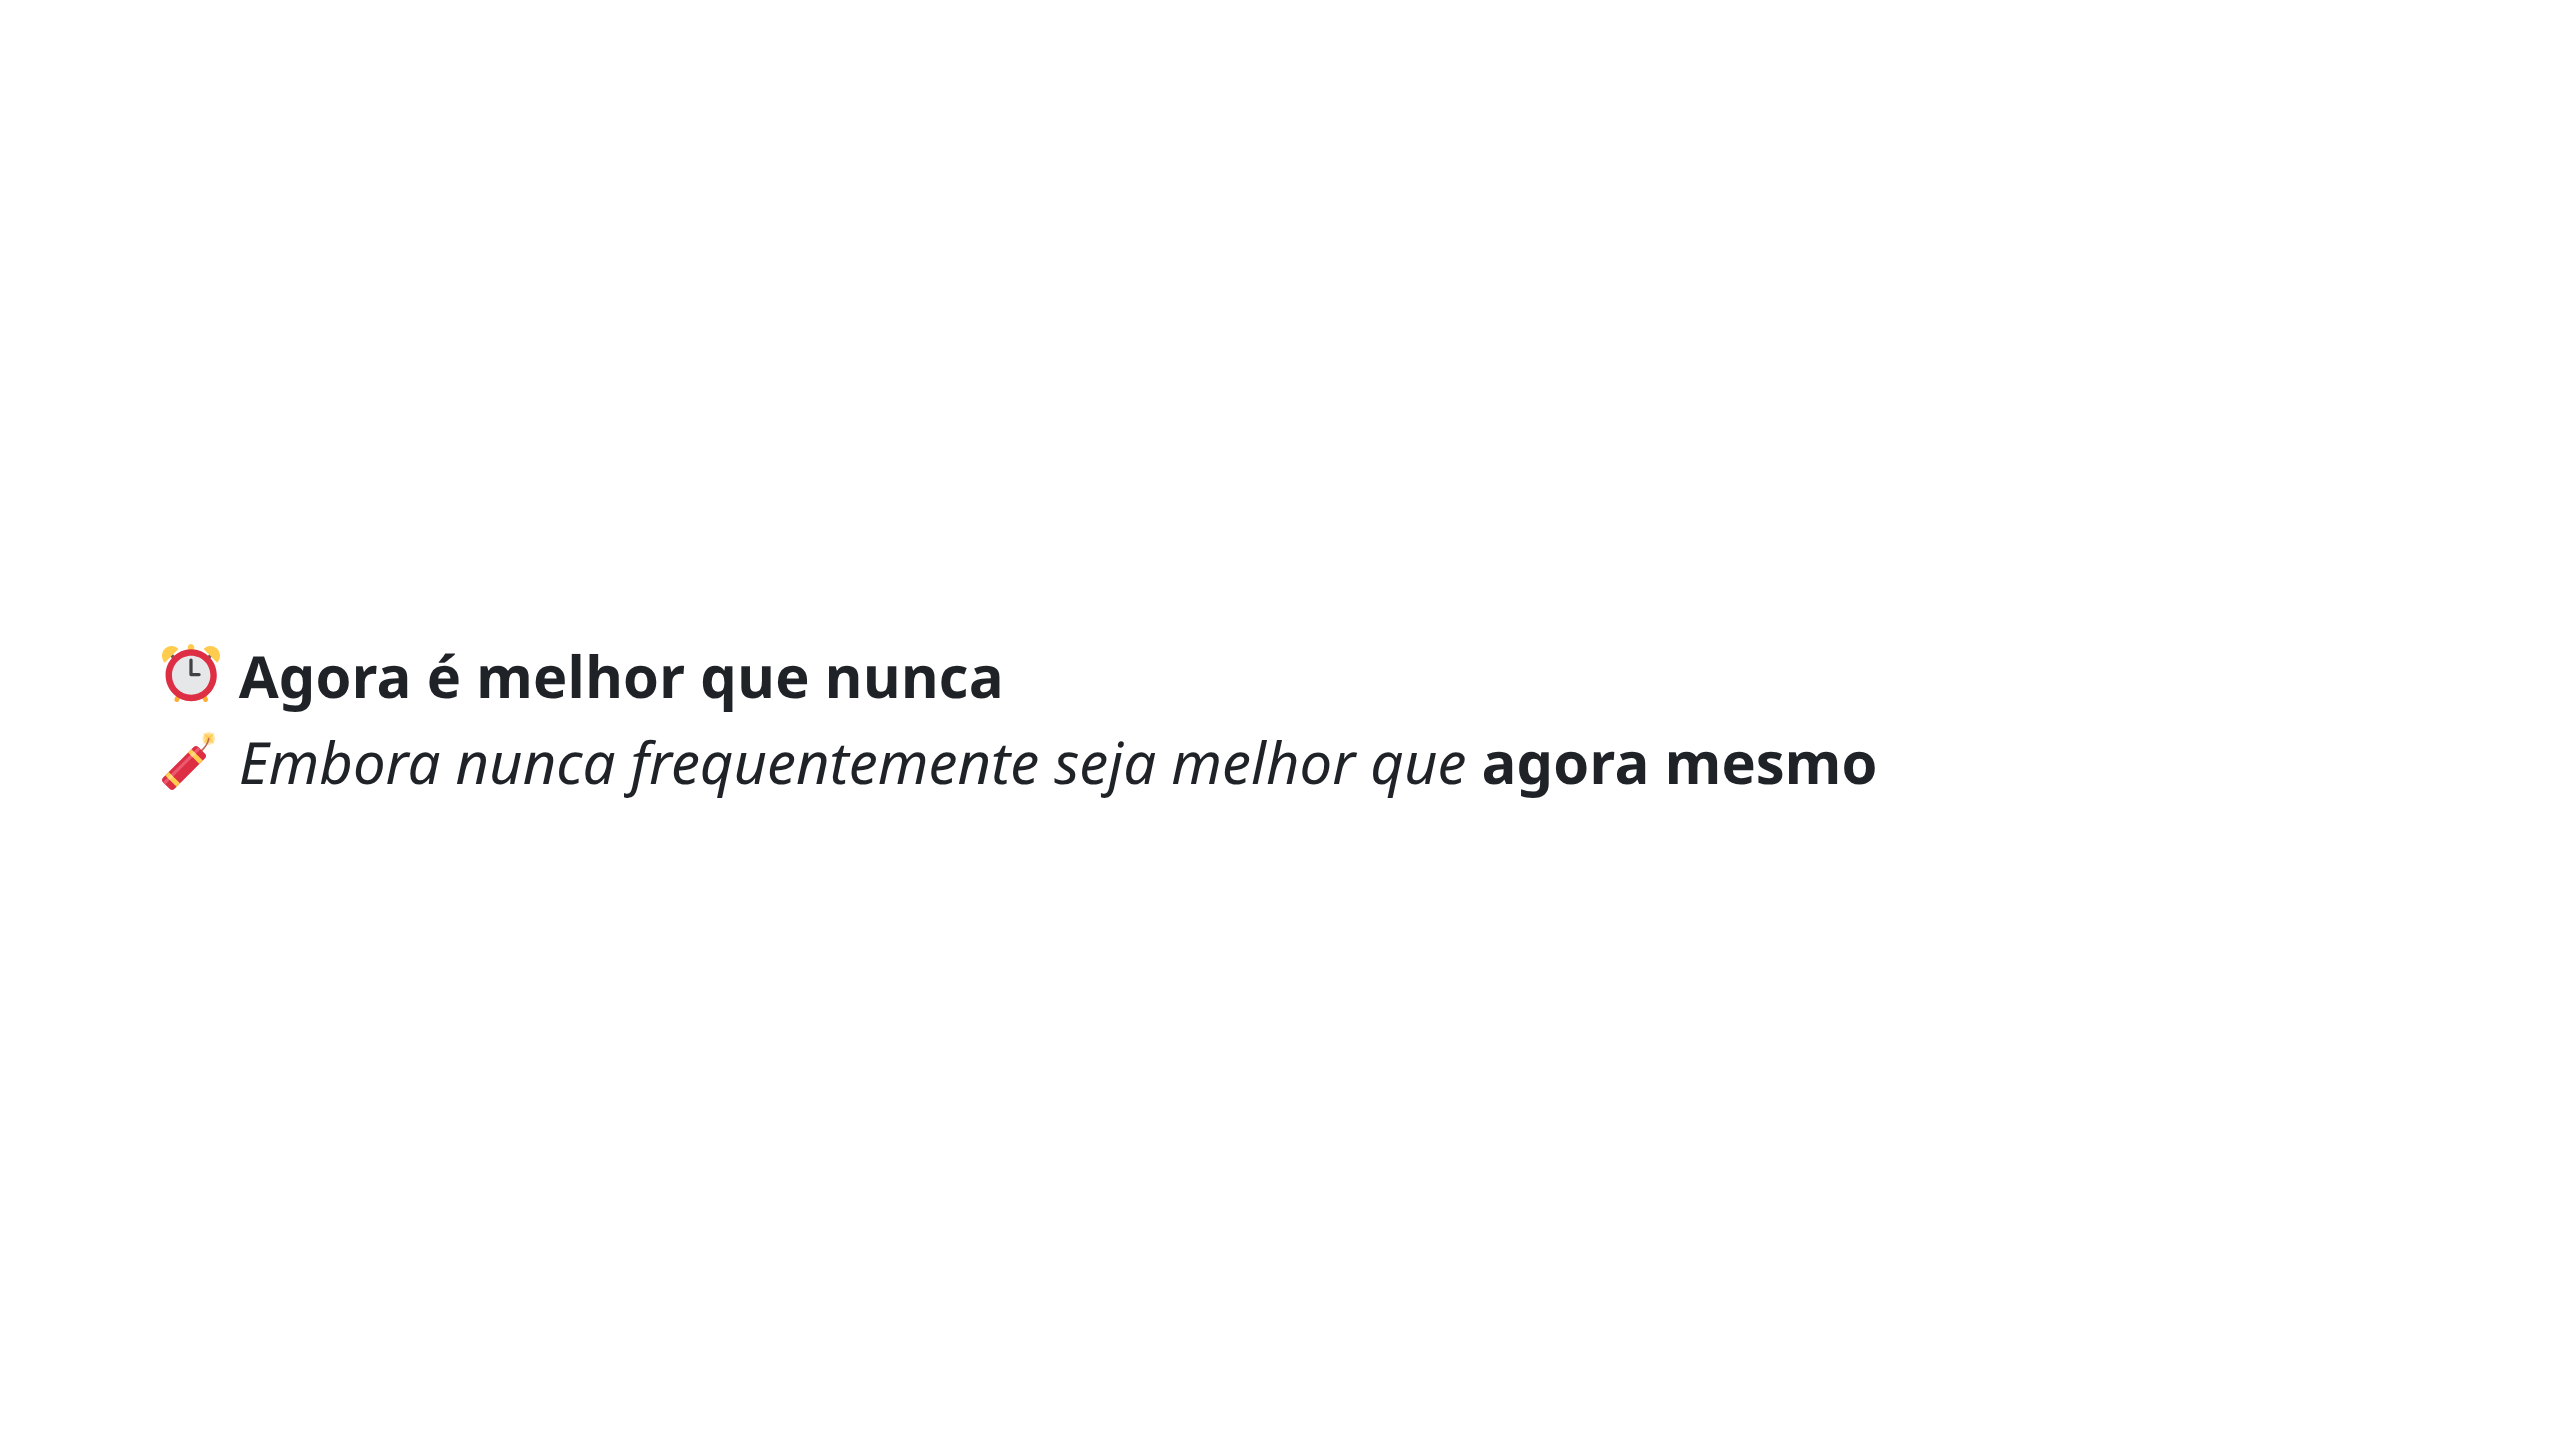 ⏰ Agora é melhor que nunca
🧨 Embora nunca frequentemente seja melhor que agora mesmo